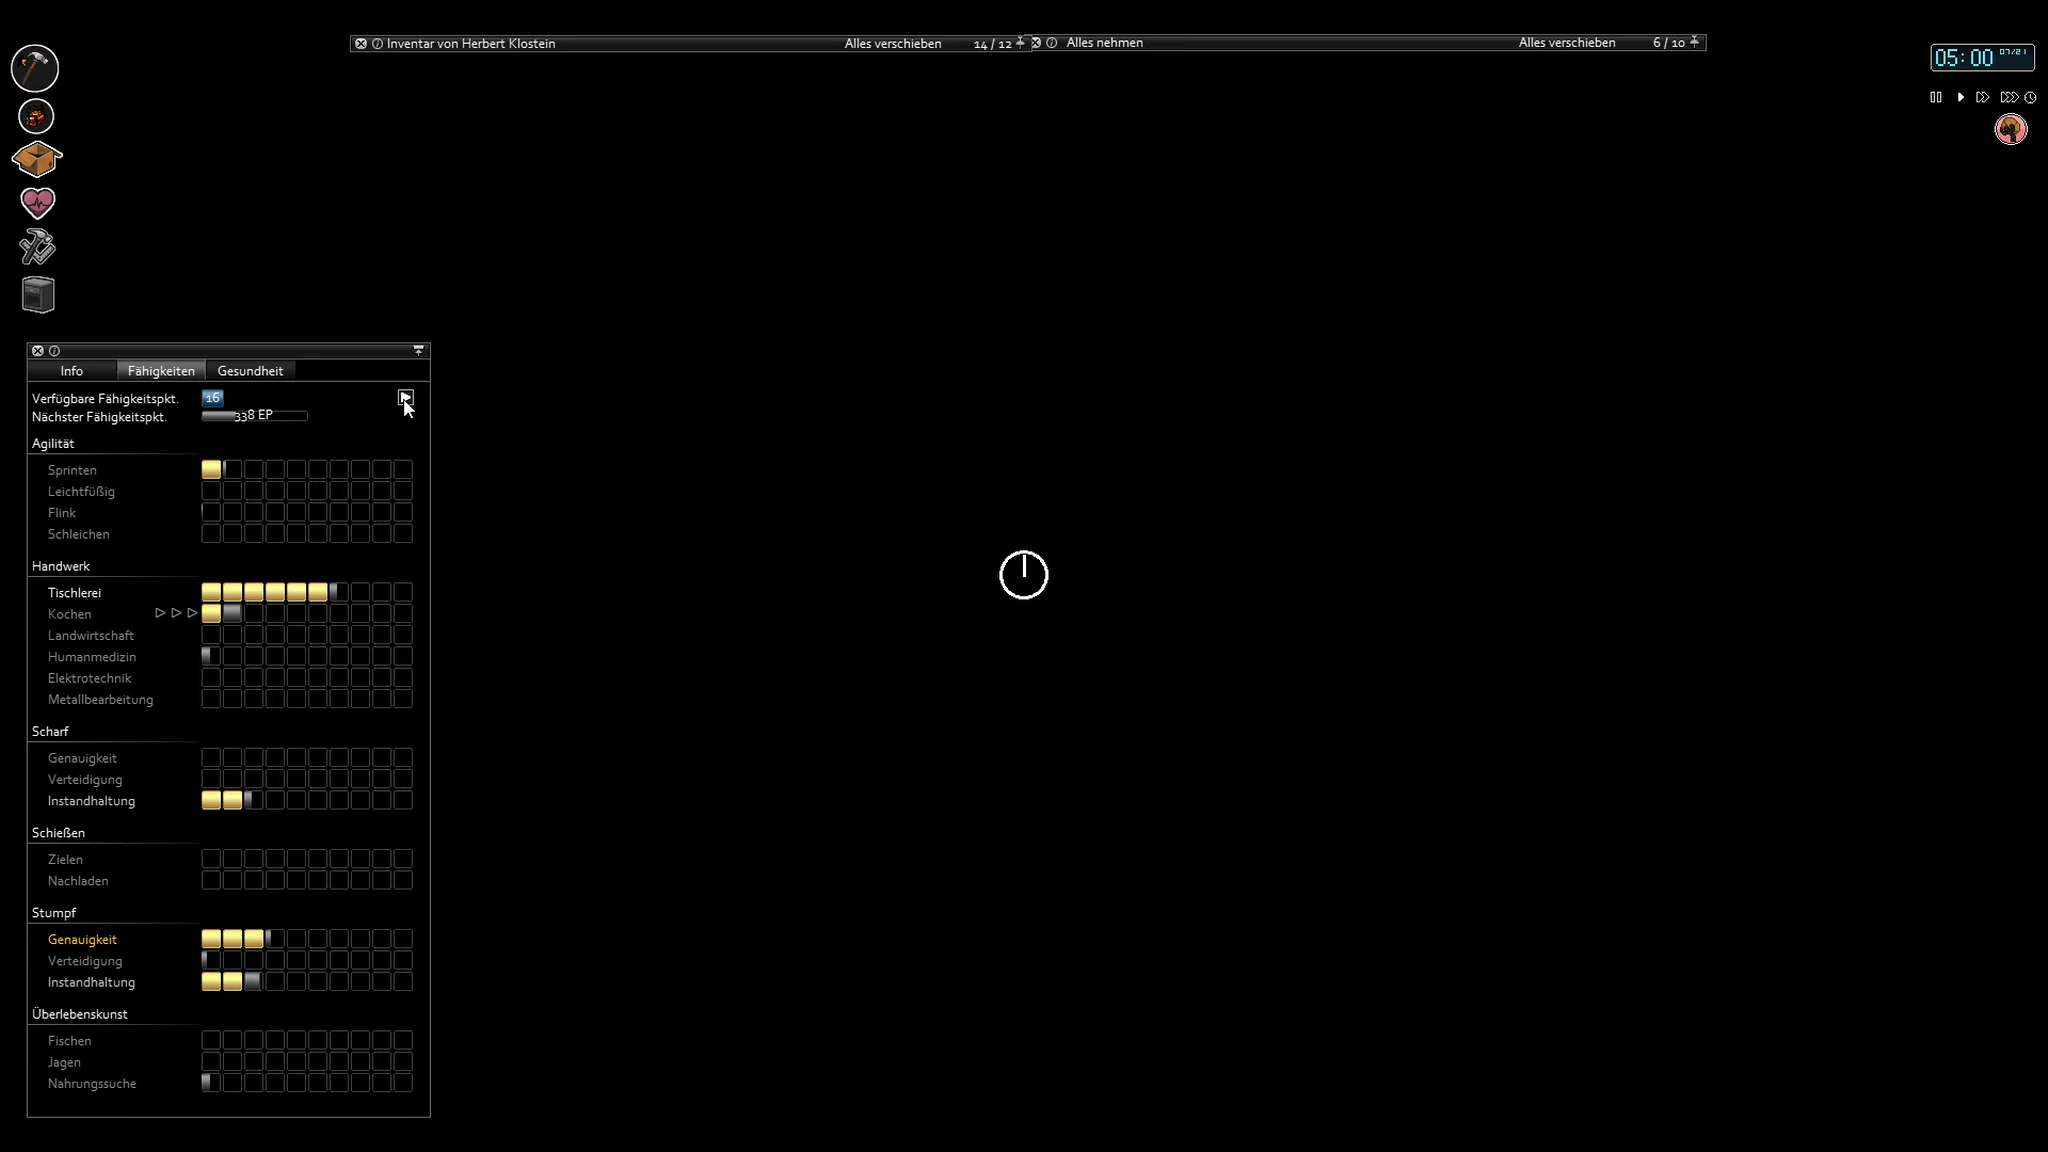 Inventar von Herbert Klostein Alles verschieben 14 / 12
Alles nehmen Alles verschieben 6 / 10
05:00 07/21
Info Fähigkeiten Gesundheit
Verfügbare Fähigkeitspkt. 16
Nächster Fähigkeitspkt. 338 EP
Agilität
Sprinten
Leichtfüßig
Flink
Schleichen
Handwerk
Tischlerei
Kochen
Landwirtschaft
Humanmedizin
Elektrotechnik
Metallbearbeitung
Scharf
Genauigkeit
Verteidigung
Instandhaltung
Schießen
Zielen
Nachladen
Stumpf
Genauigkeit
Verteidigung
Instandhaltung
Überlebenskunst
Fischen
Jagen
Nahrungssuche